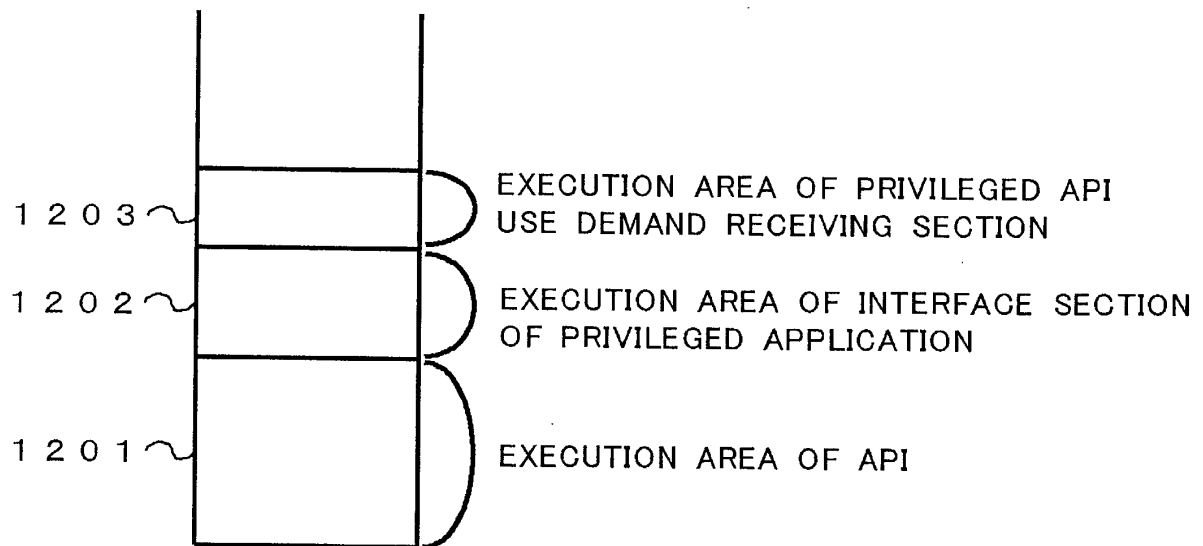 EXECUTION AREA OF PRIVILEGED API
1203 USE DEMAND RECEIVING SECTION
1202 EXECUTION AREA OF INTERFACE SECTION
OF PRIVILEGED APPLICATION
1201 EXECUTION AREA OF API